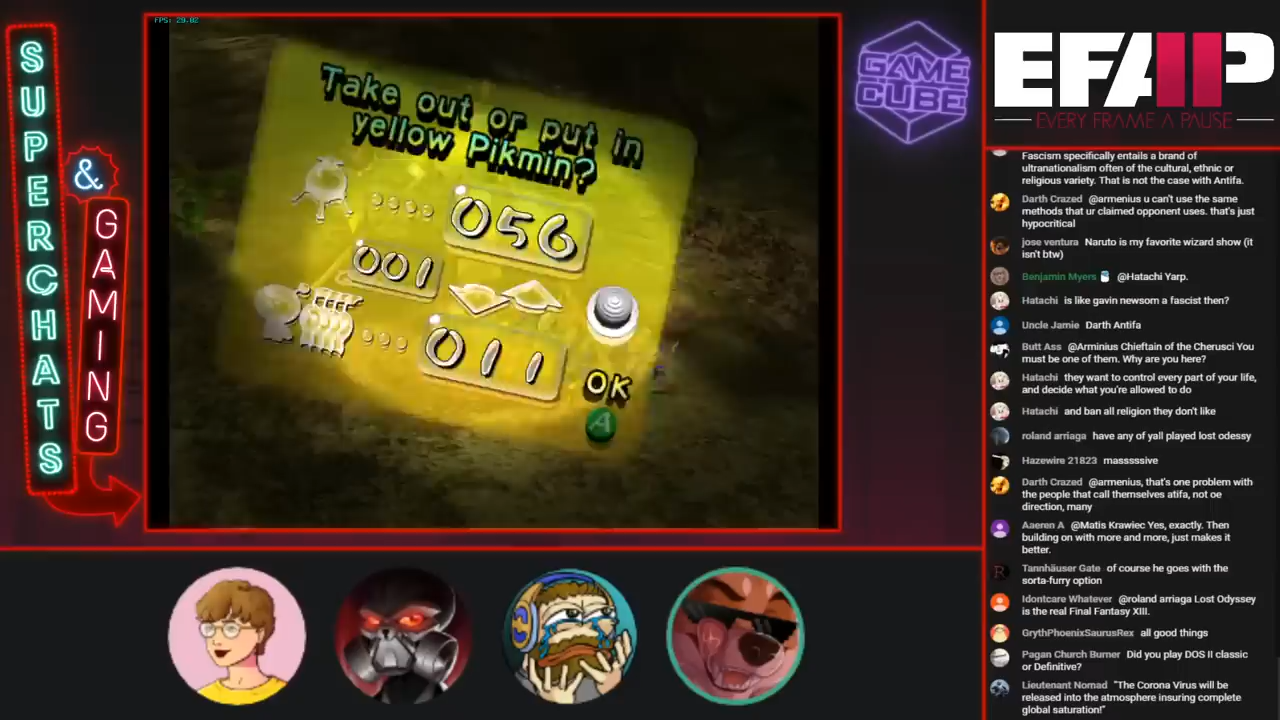 FPS: 29.82
SUPERCHATS
&
GAMING
Take out or put in
yellow Pikmin?
056
001
011
OK
A
GAME
CUBE
EFAP
EVERY FRAME A PAUSE
Fascism specifically entails a brand of
ultranationalism often of the cultural, ethnic or
religious variety. That is not the case with Antifa.
Darth Crazed @armenius u can't use the same
methods that ur claimed opponent uses. that's just
hypocritical
jose ventura Naruto is my favorite wizard show (it
isn't btw)
Benjamin Myers @Hatachi Yarp.
Hatachi is like gavin newsom a fascist then?
Uncle Jamie Darth Antifa
Butt Ass @Arminius Chieftain of the Cherusci You
must be one of them. Why are you here?
Hatachi they want to control every part of your life,
and decide what you're allowed to do
Hatachi and ban all religion they don't like
roland arriaga have any of yall played lost odessy
Hazewire 21823 masssssive
Darth Crazed @armenius, that's one problem with
the people that call themselves atifa, not oe
direction, many
Aaeren A @Matis Krawiec Yes, exactly. Then
building on with more and more, just makes it
better.
Tannhäuser Gate of course he goes with the
sorta-furry option
Idontcare Whatever @roland arriaga Lost Odyssey
is the real Final Fantasy XIII.
GrythPhoenixSaurusRex all good things
Pagan Church Burner Did you play DOS II classic
or Definitive?
Lieutenant Nomad "The Corona Virus will be
released into the atmosphere insuring complete
global saturation!"